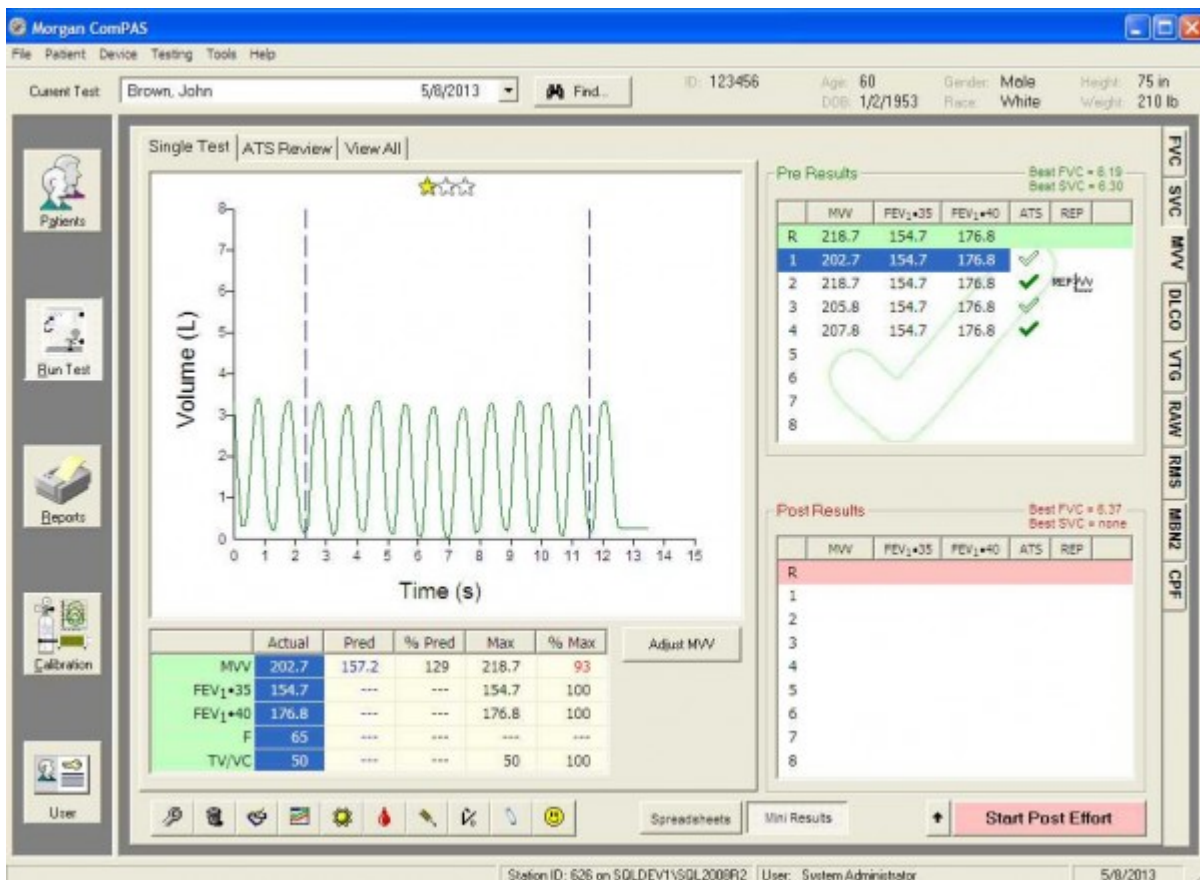 Morgan ComPAS
File Patient Device Testing Tools Help
Current Test: Brown, John 5/8/2013 Find... ID: 123456 Age: 60 Gender: Male Height: 75 in
DOB: 1/2/1953 Race: White Weight: 210 lb
Patients
Run Test
Reports
Calibration
User
Single Test ATS Review View All
Volume (L)
8
7
6
5
4
3
2
1
0
0 1 2 3 4 5 6 7 8 9 10 11 12 13 14 15
Time (s)
Actual Pred % Pred Max % Max
MVV 202.7 157.2 129 218.7 93
FEV1•35 154.7 --- --- 154.7 100
FEV1•40 176.8 --- --- 176.8 100
F 65 --- --- --- ---
TV/VC 50 --- --- 50 100
Adjust MVV
Pre Results Best FVC = 6.19
Best SVC = 6.30
MVV FEV1•35 FEV1•40 ATS REP
R 218.7 154.7 176.8
1 202.7 154.7 176.8
2 218.7 154.7 176.8 REP
3 205.8 154.7 176.8
4 207.8 154.7 176.8
5
6
7
8
Post Results Best FVC = 6.37
Best SVC = none
MVV FEV1•35 FEV1•40 ATS REP
R
1
2
3
4
5
6
7
8
FVC
SVC
MVV
DLCO
VTG
RAW
RMS
MBN2
CPF
Spreadsheets Mini Results Start Post Effort
Station ID: 626 on SQLDEV1\SQL2008R2 User: System Administrator 5/8/2013